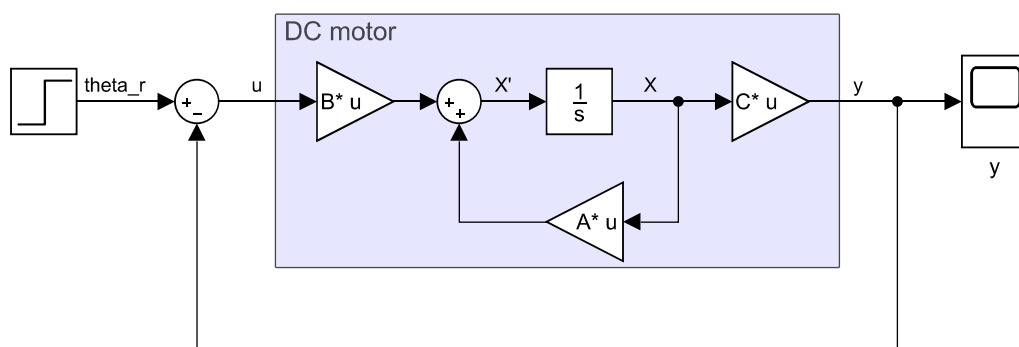 DC motor
theta_r
+
−
u
B* u
+
+
X'
1
s
X
C* u
y
y
A* u